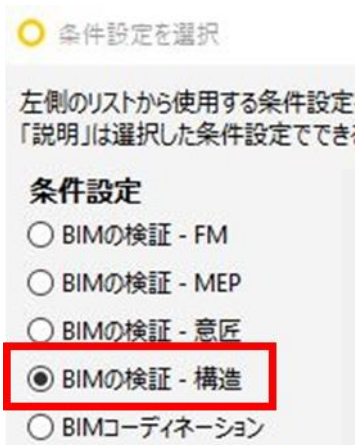 条件設定を選択
左側のリストから使用する条件設定
「説明」は選択した条件設定ででき
条件設定
BIMの検証 - FM
BIMの検証 - MEP
BIMの検証 - 意匠
BIMの検証 - 構造
BIMコーディネーション